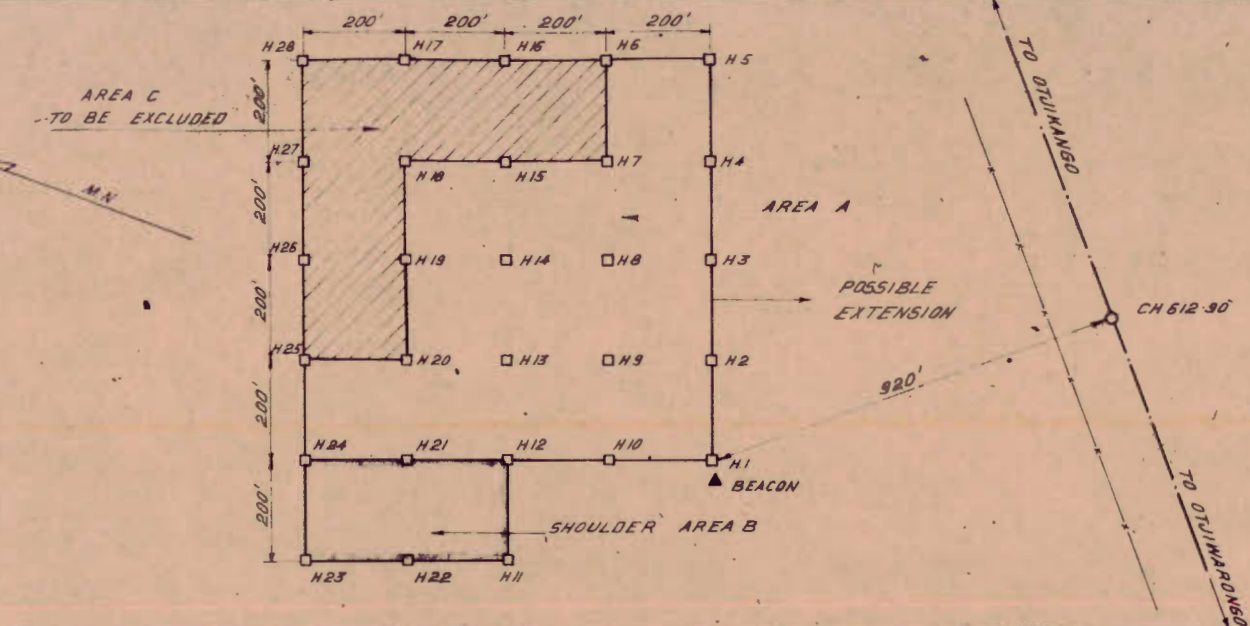 200' 200' 200' 200'
H28 H17 H16 H6 H5
TO OTJIKANGO
AREA C
TO BE EXCLUDED
200'
H27 H18 H15 H7 H4
MN
200'
AREA A
H26 H19 H14 H8 H3
POSSIBLE
EXTENSION
CH 612·90
200'
H25 H20 H13 H9 H2
920'
200'
H24 H21 H12 H10 H1
BEACON
TO OTJIWARONGO
200'
SHOULDER AREA B
H23 H22 H11